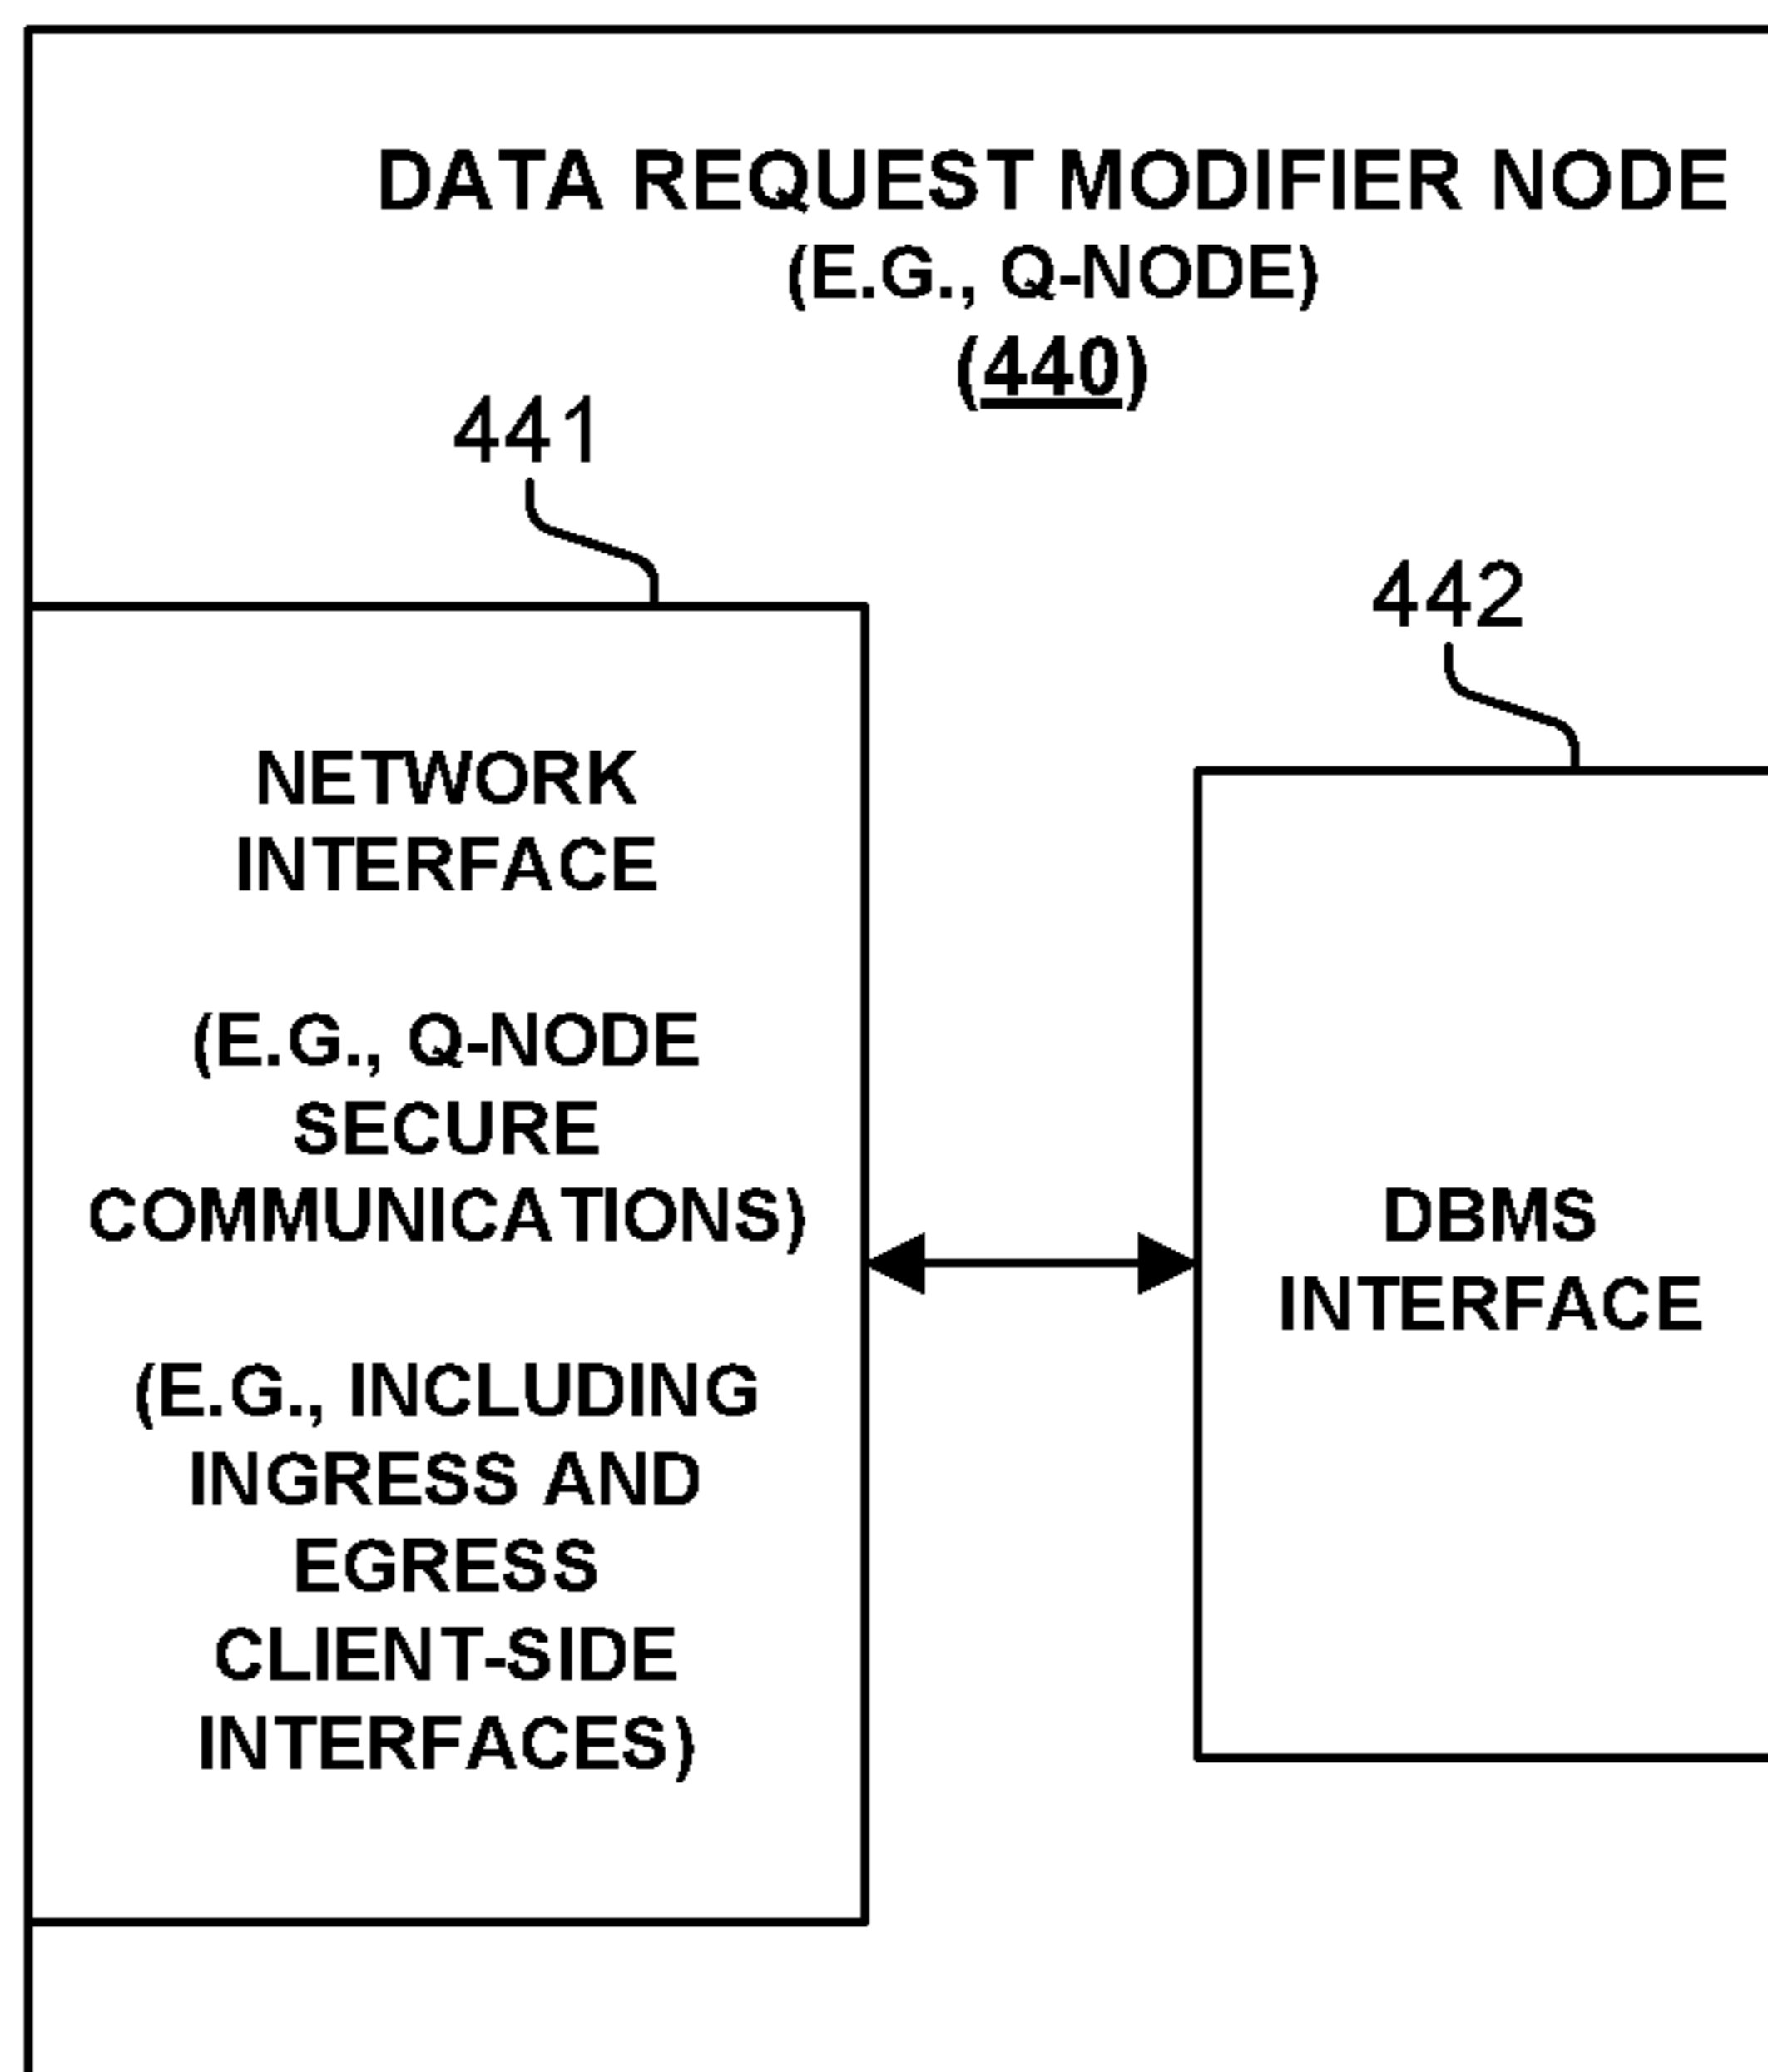 DATA REQUEST MODIFIER NODE
(E.G., Q-NODE)
(440)
441
442
NETWORK
INTERFACE
(E.G., Q-NODE
SECURE
COMMUNICATIONS)
(E.G., INCLUDING
INGRESS AND
EGRESS
CLIENT-SIDE
INTERFACES)
DBMS
INTERFACE